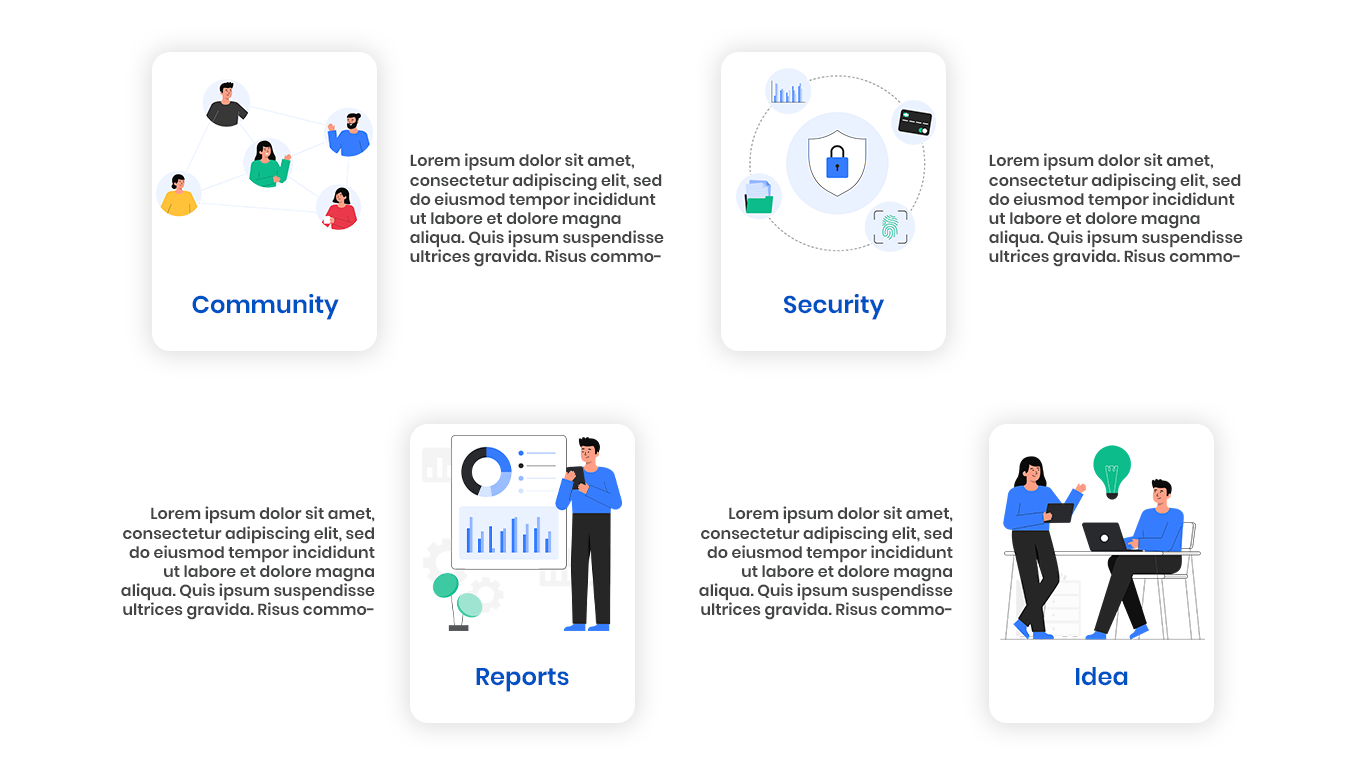 Lorem ipsum dolor sit amet,
consectetur adipiscing elit, sed
do eiusmod tempor incididunt
ut labore et dolore magna
aliqua. Quis ipsum suspendisse
ultrices gravida. Risus commo-
Community
Lorem ipsum dolor sit amet,
consectetur adipiscing elit, sed
do eiusmod tempor incididunt
ut labore et dolore magna
aliqua. Quis ipsum suspendisse
ultrices gravida. Risus commo-
Security
Lorem ipsum dolor sit amet,
consectetur adipiscing elit, sed
do eiusmod tempor incididunt
ut labore et dolore magna
aliqua. Quis ipsum suspendisse
ultrices gravida. Risus commo-
Reports
Lorem ipsum dolor sit amet,
consectetur adipiscing elit, sed
do eiusmod tempor incididunt
ut labore et dolore magna
aliqua. Quis ipsum suspendisse
ultrices gravida. Risus commo-
Idea